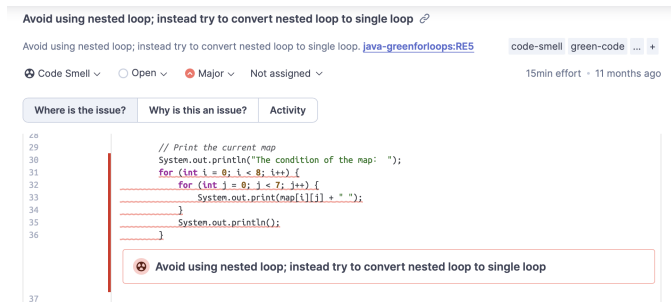 Avoid using nested loop; instead try to convert nested loop to single loop
Avoid using nested loop; instead try to convert nested loop to single loop. java-greenforloops:RE5 code-smell green-code ... +
Code Smell Open Major Not assigned 15min effort • 11 months ago
Where is the issue? Why is this an issue? Activity
28
29 // Print the current map
30 System.out.println("The condition of the map:  ");
31 for (int i = 0; i < 8; i++) {
32 for (int j = 0; j < 7; j++) {
33 System.out.print(map[i][j] + " ");
34 }
35 System.out.println();
36 }
Avoid using nested loop; instead try to convert nested loop to single loop
37